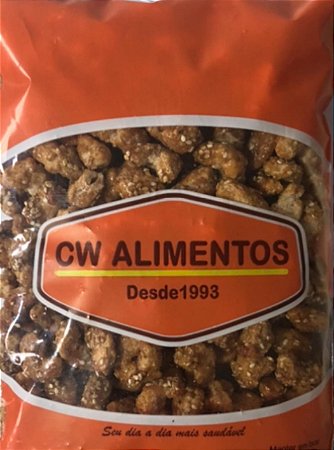 CW ALIMENTOS
Desde1993
Seu dia a dia mais saudável